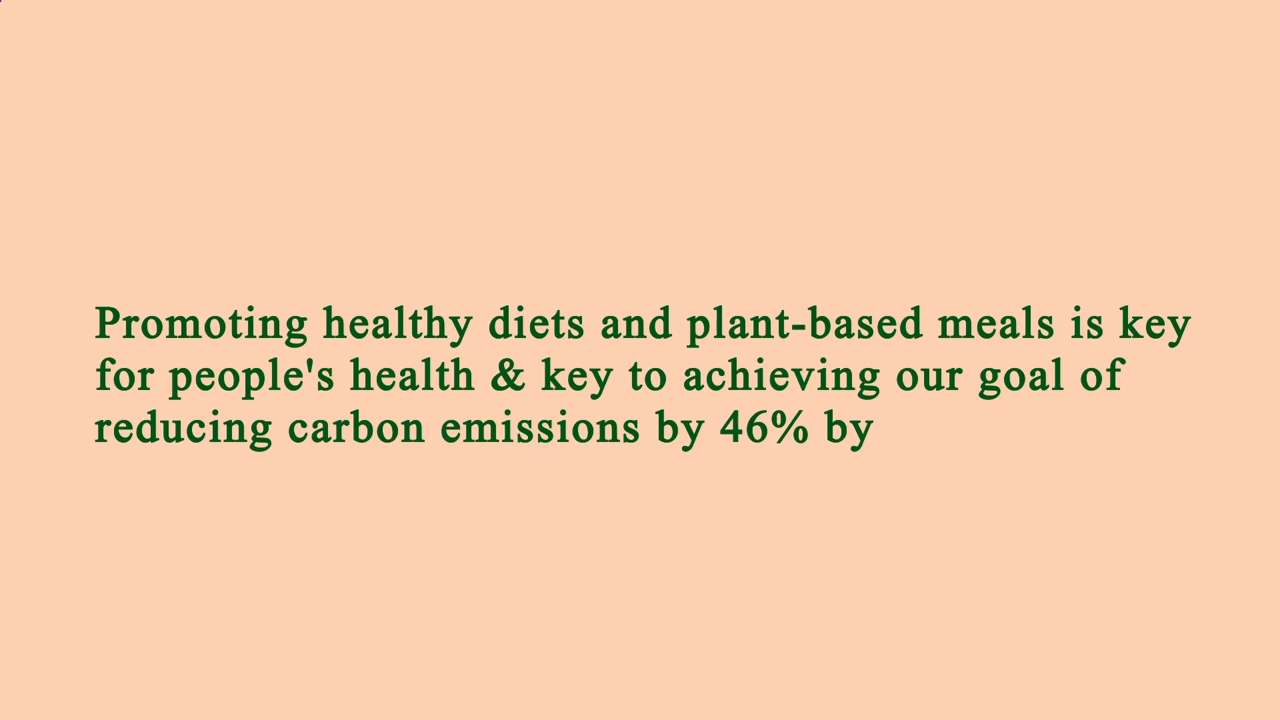 Promoting healthy diets and plant-based meals is key
for people's health & key to achieving our goal of
reducing carbon emissions by 46% by